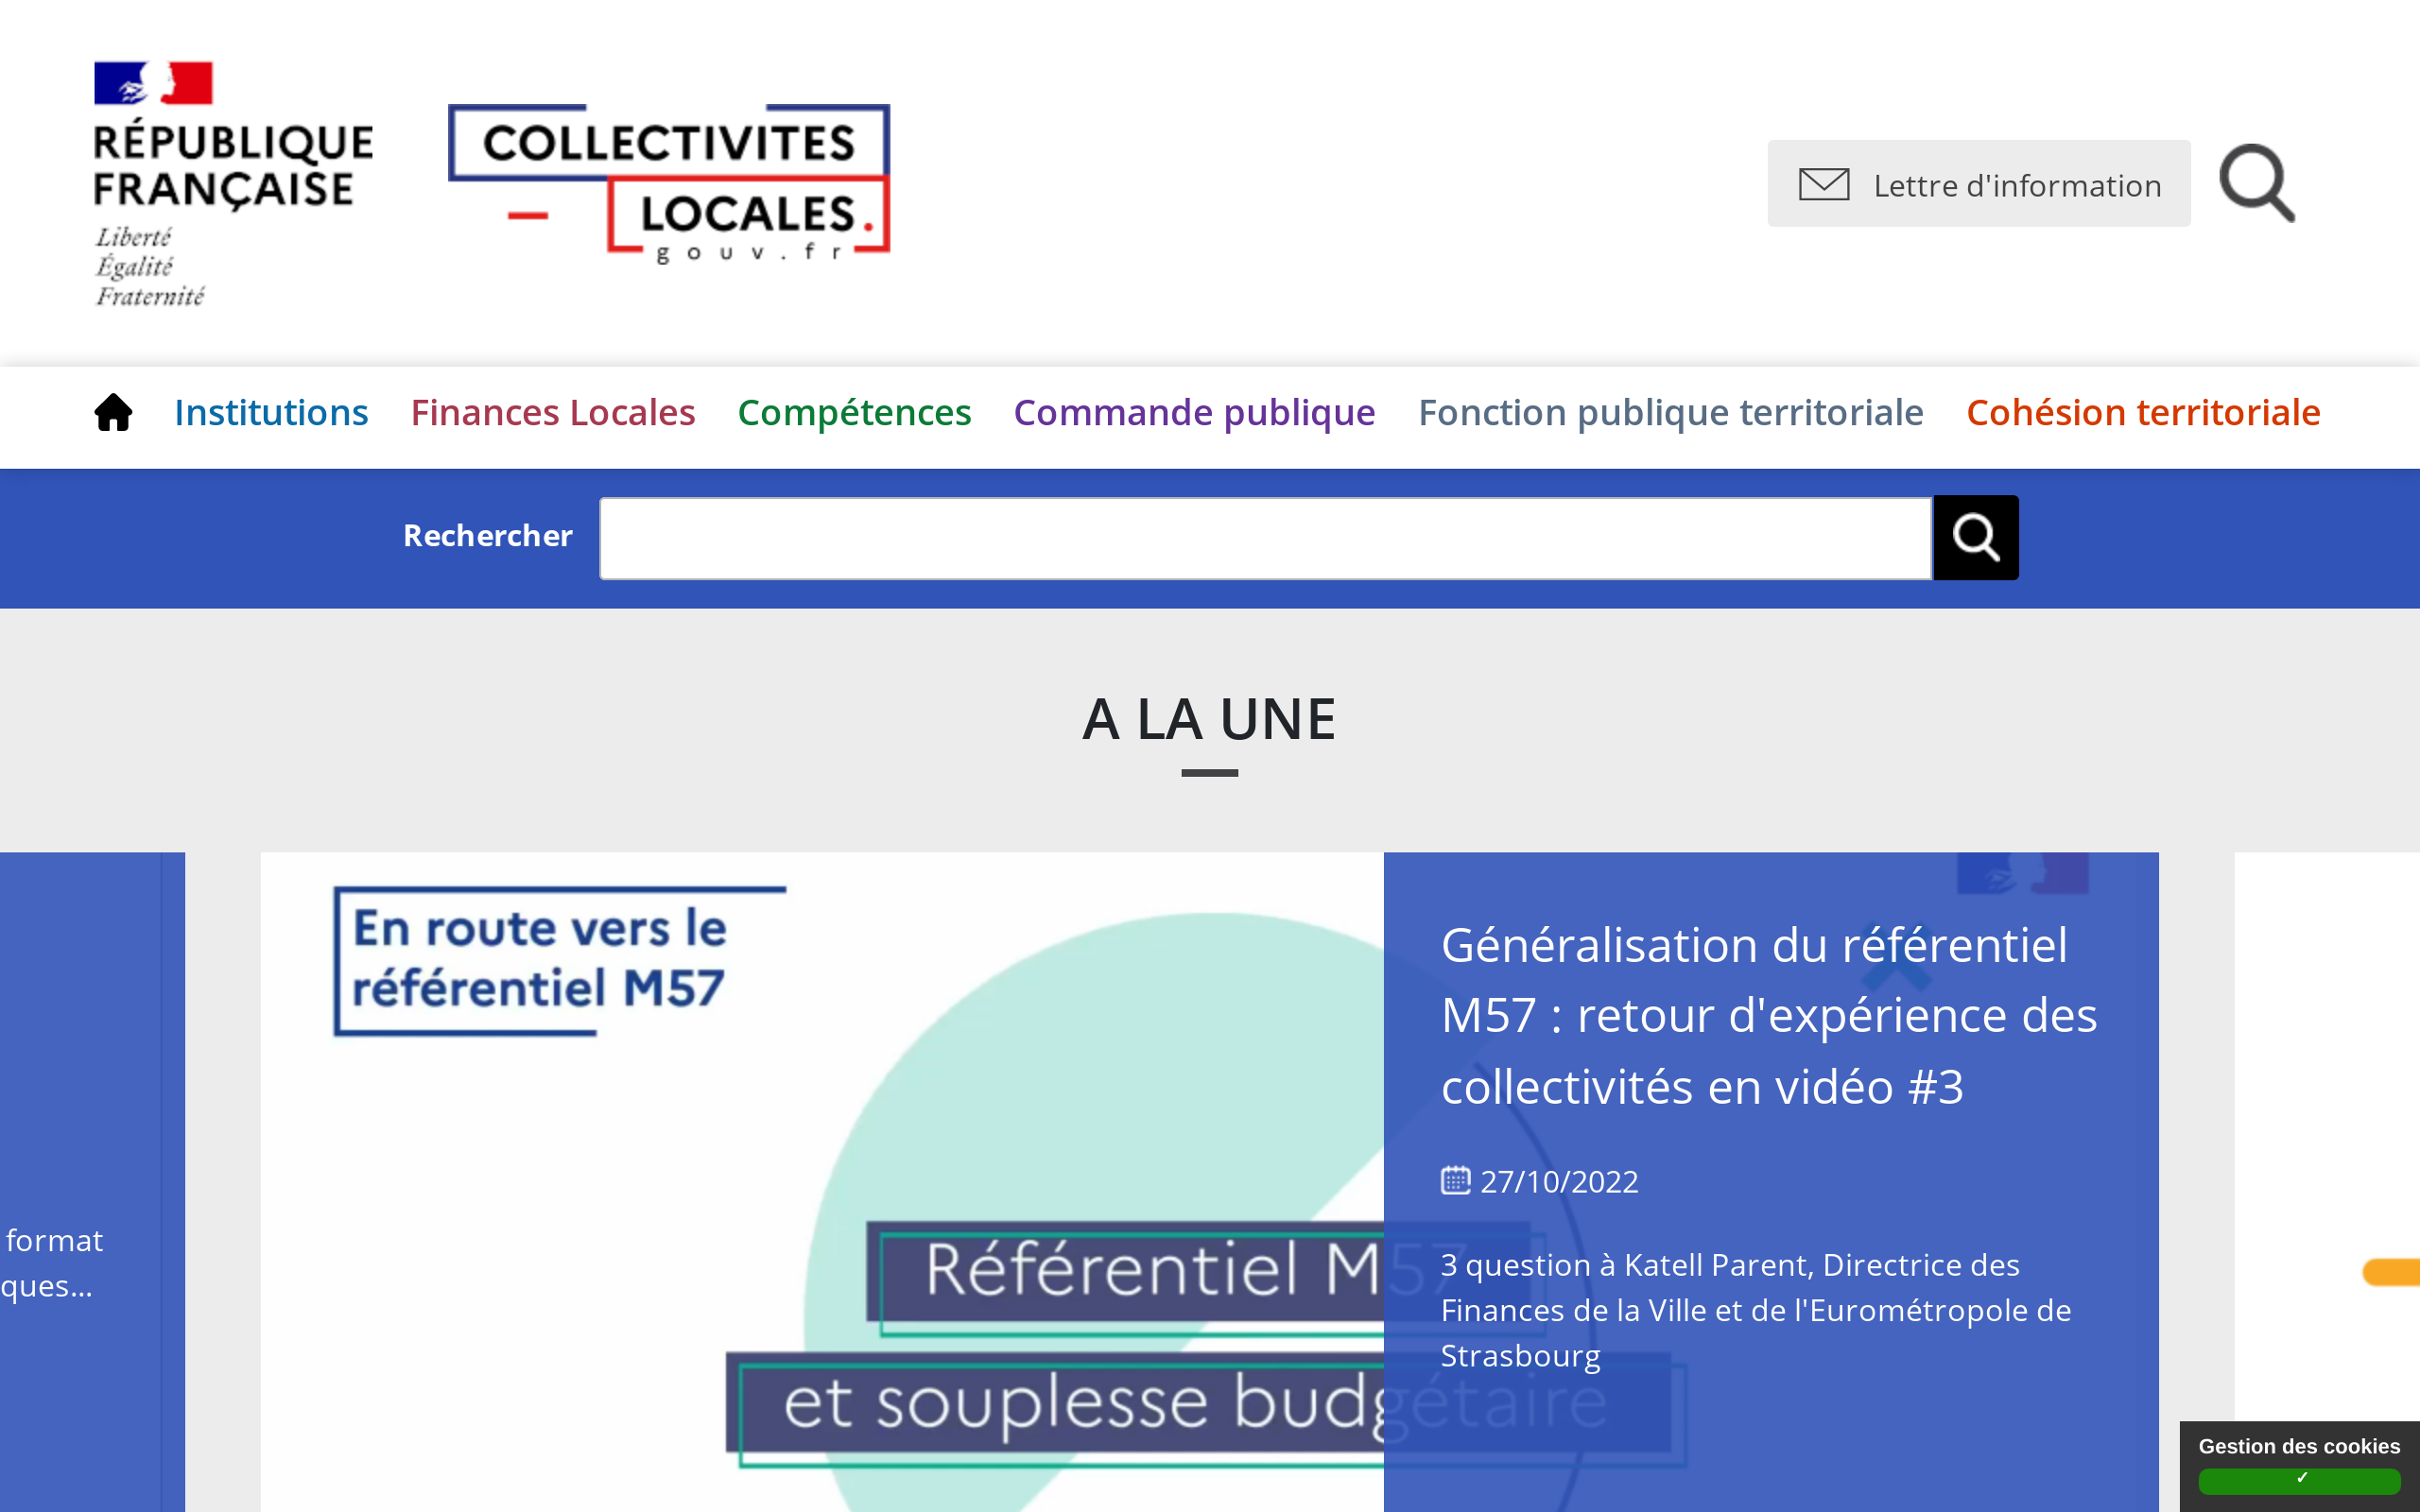 RÉPUBLIQUE
FRANÇAISE
Liberté
Égalité
Fraternité
COLLECTIVITES
LOCALES.
gouv.fr
Lettre d'information
Institutions Finances Locales Compétences Commande publique Fonction publique territoriale Cohésion territoriale
Rechercher
A LA UNE
format
ques...
En route vers le
référentiel M57
Référentiel M57
et souplesse budgétaire
Généralisation du référentiel
M57 : retour d'expérience des
collectivités en vidéo #3
27/10/2022
3 question à Katell Parent, Directrice des
Finances de la Ville et de l'Eurométropole de
Strasbourg
Gestion des cookies
✓